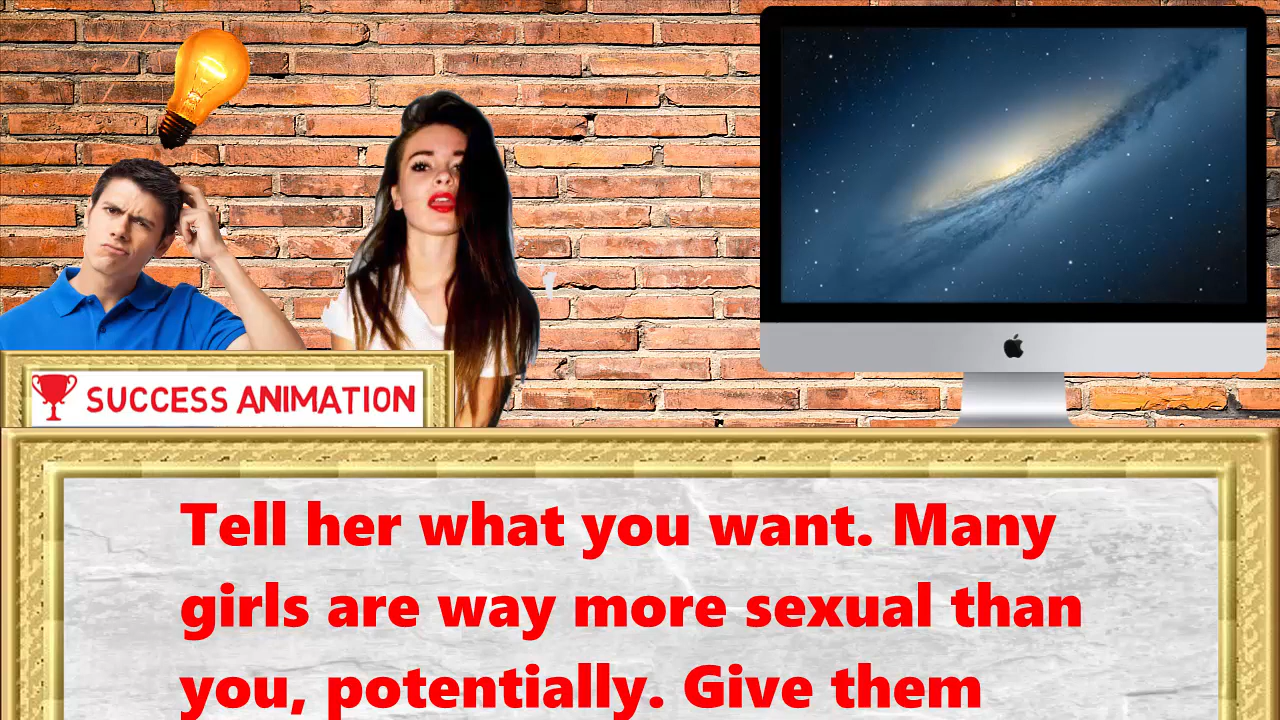 SUCCESS ANIMATION
Tell her what you want. Many
girls are way more sexual than
you, potentially. Give them